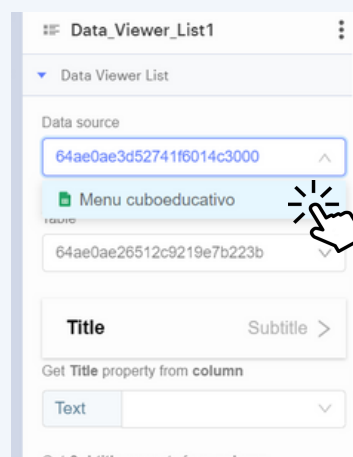 Data_Viewer_List1
Data Viewer List
Data source
64ae0ae3d52741f6014c3000
Menu cuboeducativo
Table
64ae0ae26512c9219e7b223b
Title Subtitle
Get Title property from column
Text